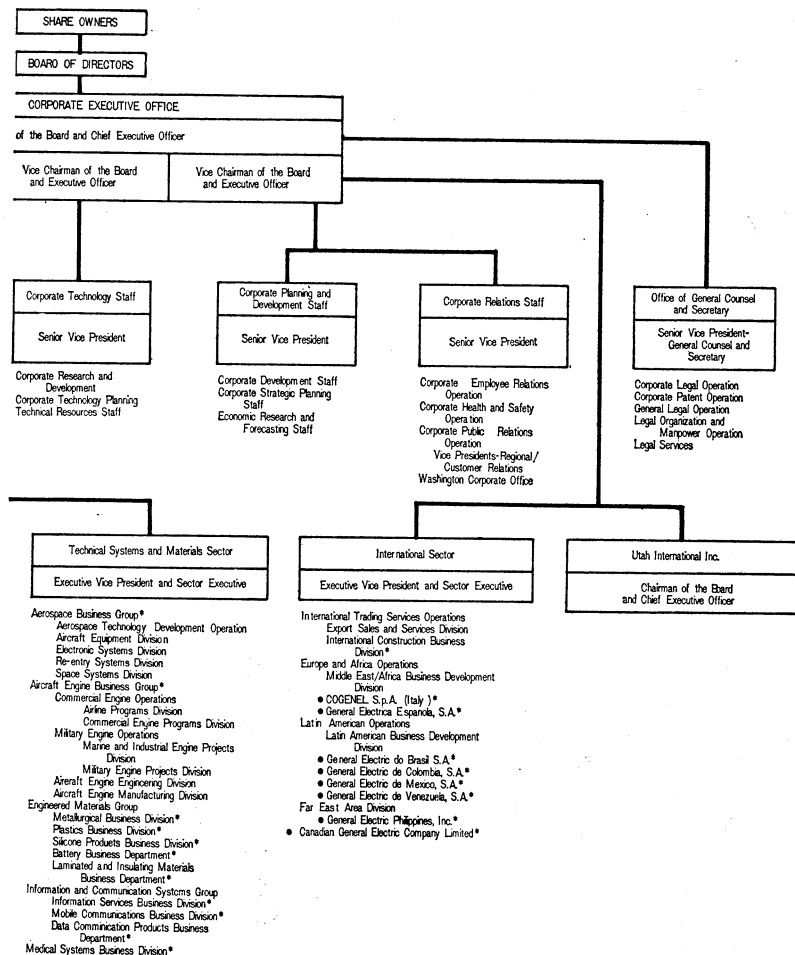 SHARE OWNERS
BOARO OF DIRECTORS
CORPORATE EXECUTIVE OFFICE
of the Board and Chief Executive Officer
Vice Chairman of the Board
and Executive Officer
Vice Chairman of the Board
and Executive Officer
Corporate Technology Staff
Senior Vice President
Corporate Research and
Development
Corporate Technology Planning
Technical Resources Staff
Corporate Planning and
Development Staff
Senior Vice President
Corporate Development Staff
Corporate Strategic Planning
Staff
Economic Research and
Forecasting Staff
Corporate Relations Staff
Senior Vice President
Corporate Employee Relations
Operation
Corporate Health and Safety
Operation
Corporate Public Relations
Operation
Vice Presidents-Regional/
Customer Relations
Washington Corporate Office
Office of General Counsel
and Secretary
Senior Vice President-
General Counsel and
Secretary
Corporate Legal Operation
Corporate Patent Operation
General Legal Operation
Legal Organization and
Manpower Operation
Legal Services
Technical Systems and Materials Sector
Executive Vice President and Sector Executive
Aerospace Business Group*
Aerospace Technology Development Operation
Aircraft Equipment Division
Electronic Systems Division
Re-entry Systems Division
Space Systems Division
Aircraft Engine Business Group*
Commercial Engine Operations
Airline Programs Division
Commercial Engine Programs Division
Military Engine Operations
Marine and Industrial Engine Projects
Division
Military Engine Projects Division
Aireraft Engine Engincering Division
Aircraft Engine Manufacturing Division
Engineered Materials Group
Metallurgical Business Division*
Plastics Business Division*
Silicone Products Business Division*
Battery Business Department*
Laminated and Insulating Materials
Business Department*
Information and Communication Systcms Group
Information Services Business Division*
Mobile Communications Business Division*
Data Comminication Products Business
Department*
Medical Systems Business Division*
International Sector
Executive Vice President and Sector Executive
International Trading Services Operations
Export Sales and Services Division
International Construction Business
Division*
Europe and Africa Operations
Middle East/Africa Business Development
Division
● COGENEL S.p.A. (Italy )*
● General Electrica Espanola, S.A.*
Latin American Operations
Latin American Business Development
Division
● General Electric do Brasil S.A.*
● General Electric de Colombia, S.A.*
● General Electric de Mexico, S.A.*
● General Electric de Venezuela, S.A.*
Far East Area Division
● General Electric Philippines, Inc.*
● Canadian General Electric Company Limited*
Utah International Inc.
Chairman of the Board
and Chief Executive Officer